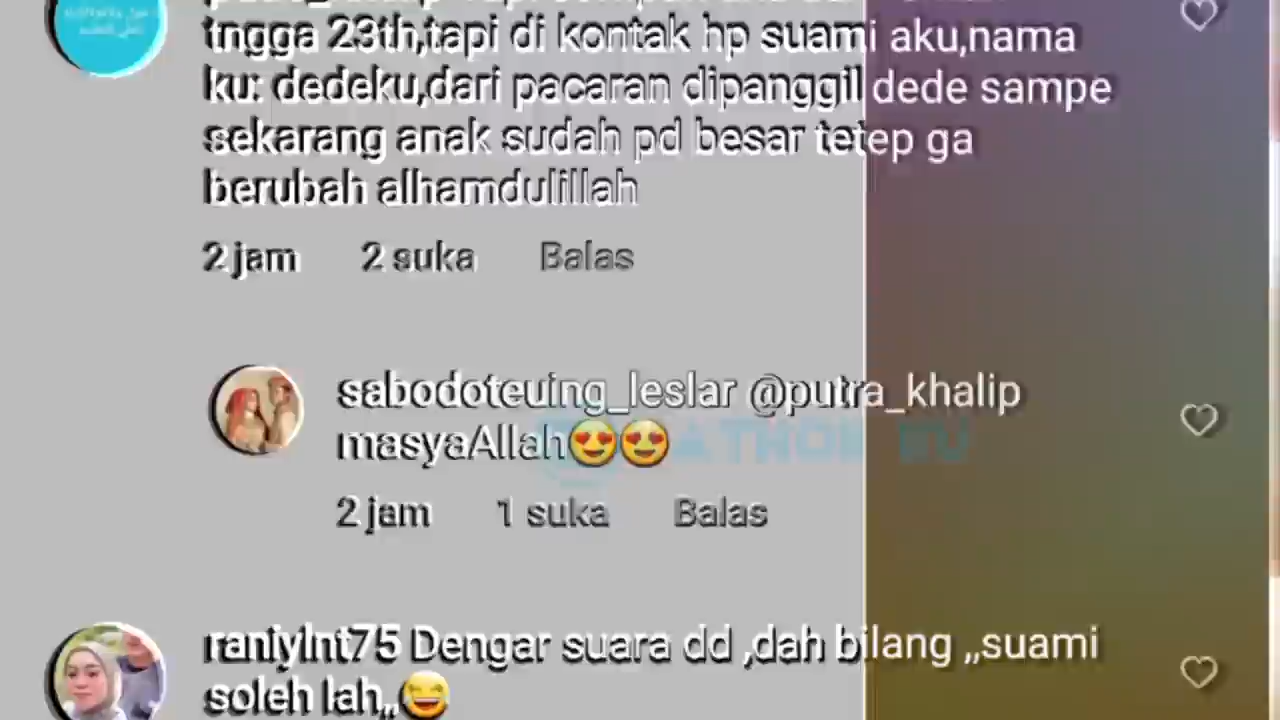 tngga 23th,tapi di kontak hp suami aku,nama
ku: dedeku,dari pacaran dipanggil dede sampe
sekarang anak sudah pd besar tetep ga
berubah alhamdulillah
2 jam 2 suka Balas
sabodoteuing_leslar @putra_khalip
masyaAllah😍😍
2 jam 1 suka Balas
raniylnt75 Dengar suara dd ,dah bilang ,,suami
soleh lah,,😆